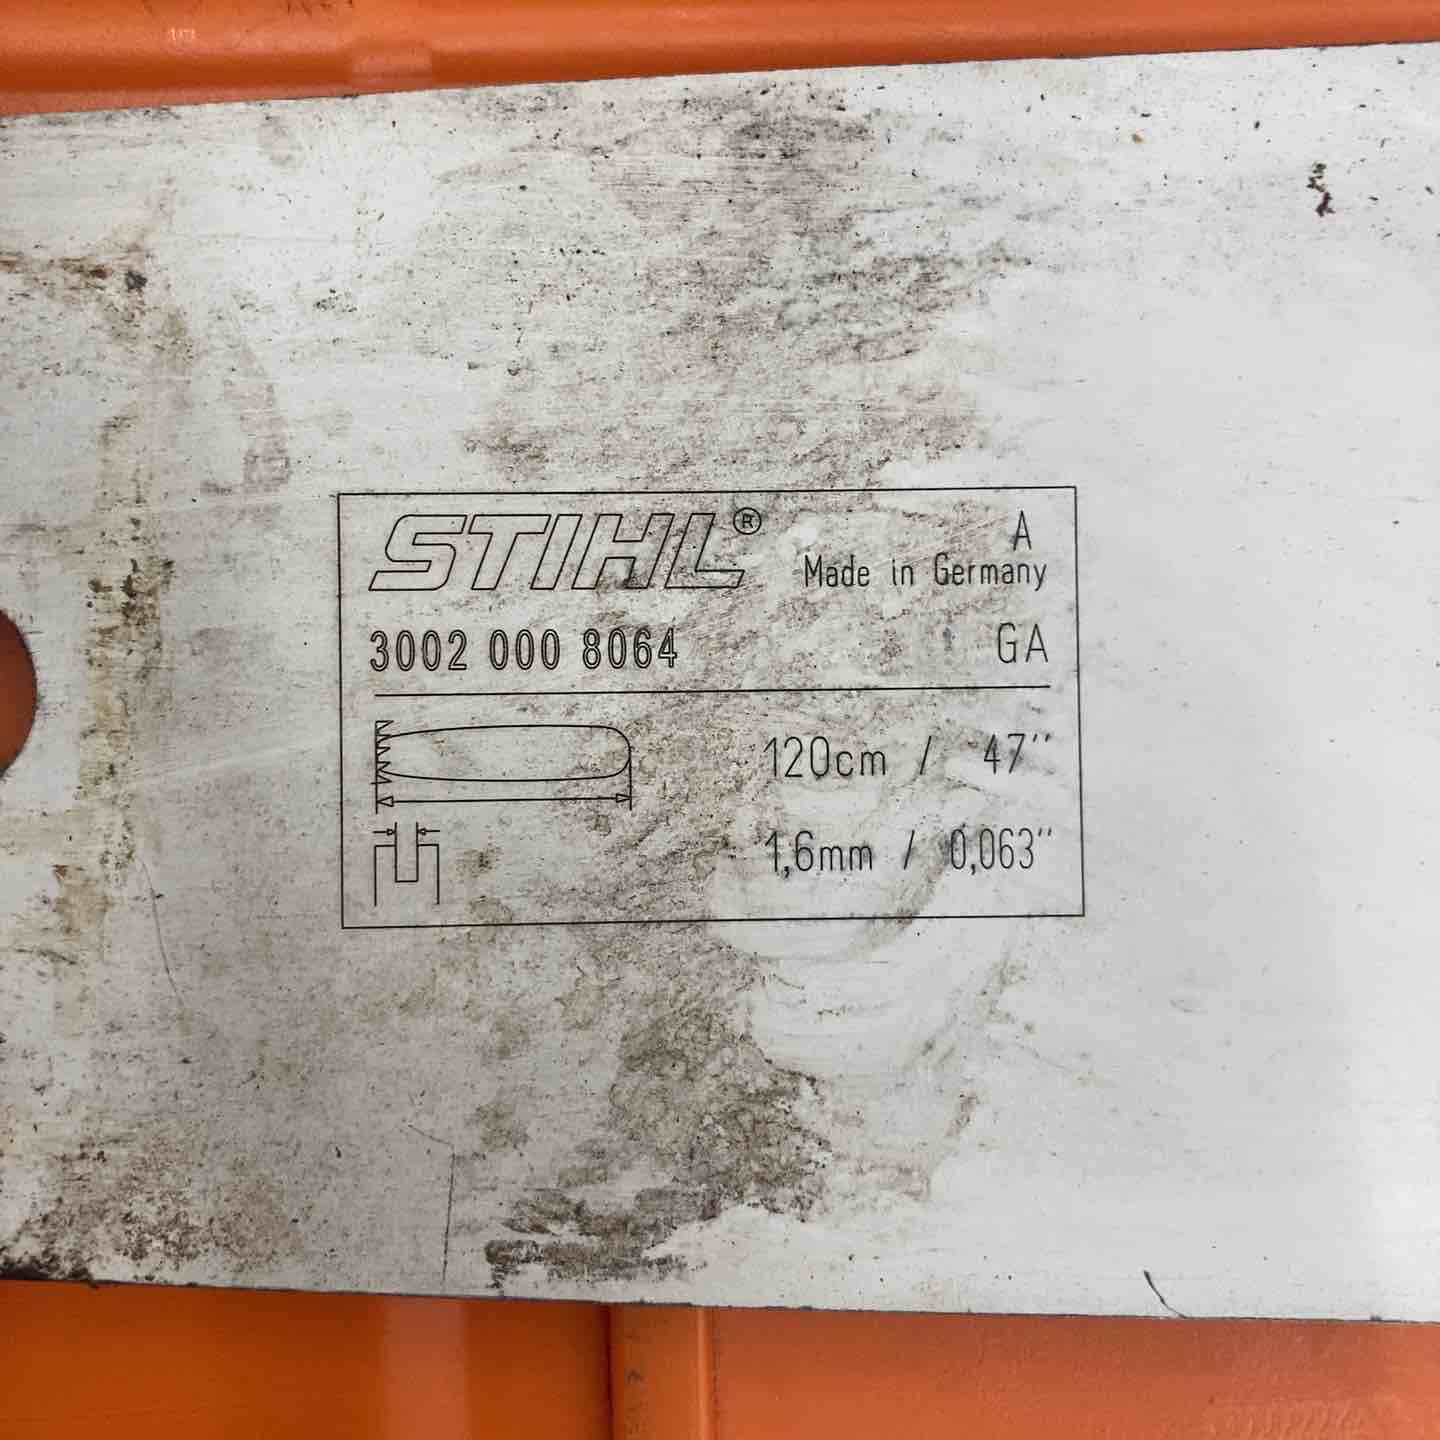 STIHL® A
Made in Germany
3002 000 8064 GA
120cm / 47''
1,6mm / 0,063''